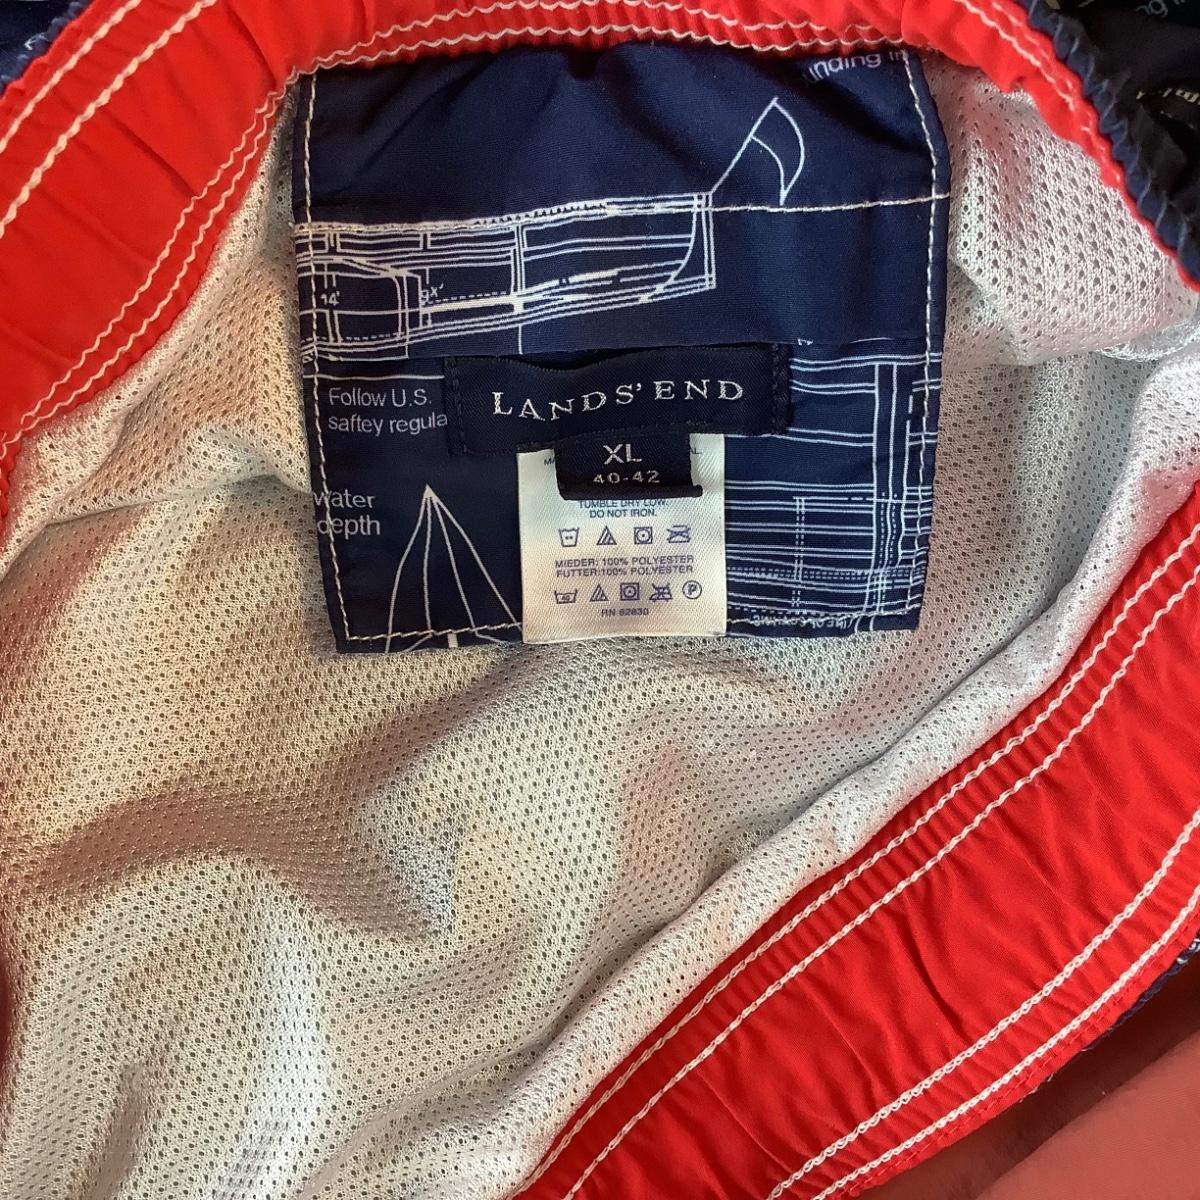 Follow U.S.
saftey regula
water
depth
14'
LANDS' END
XL
40-42
TUMBLE DRY LOW.
DO NOT IRON.
MIEDER: 100% POLYESTER
FUTTER:100% POLYESTER
40
P
RN 62830